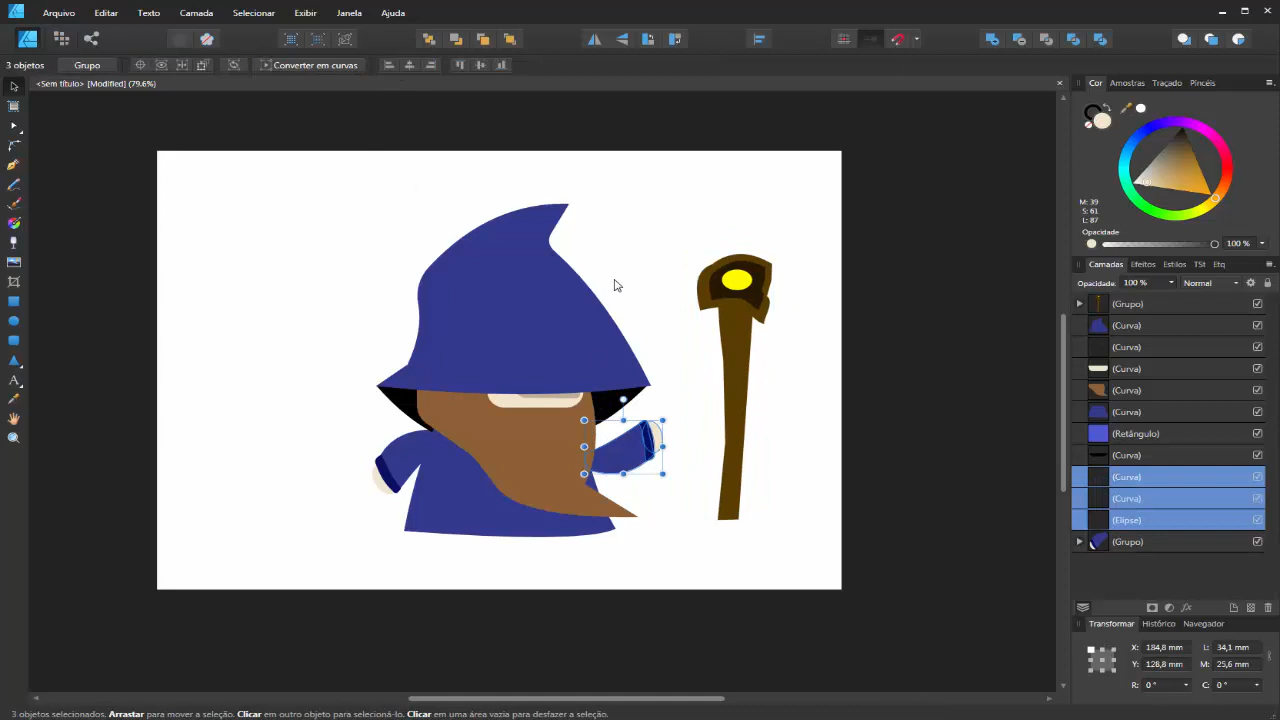 Arquivo Editar Texto Camada Selecionar Exibir Janela Ajuda
3 objetos Grupo Converter em curvas
<Sem título> [Modified] (79.6%)
Cor Amostras Traçado Pincéis
M: 39
S: 61
L: 87
Opacidade
100 %
Camadas Efeitos Estilos TSt Etq
Opacidade: 100 % Normal
(Grupo)
(Curva)
(Curva)
(Curva)
(Curva)
(Curva)
(Retângulo)
(Curva)
(Curva)
(Curva)
(Elipse)
(Grupo)
Transformar Histórico Navegador
X: 184,8 mm L: 34,1 mm
Y: 128,8 mm M: 25,6 mm
R: 0 ° C: 0 °
3 objetos selecionados. Arrastar para mover a seleção. Clicar em outro objeto para selecioná-lo. Clicar em uma área vazia para desfazer a seleção.